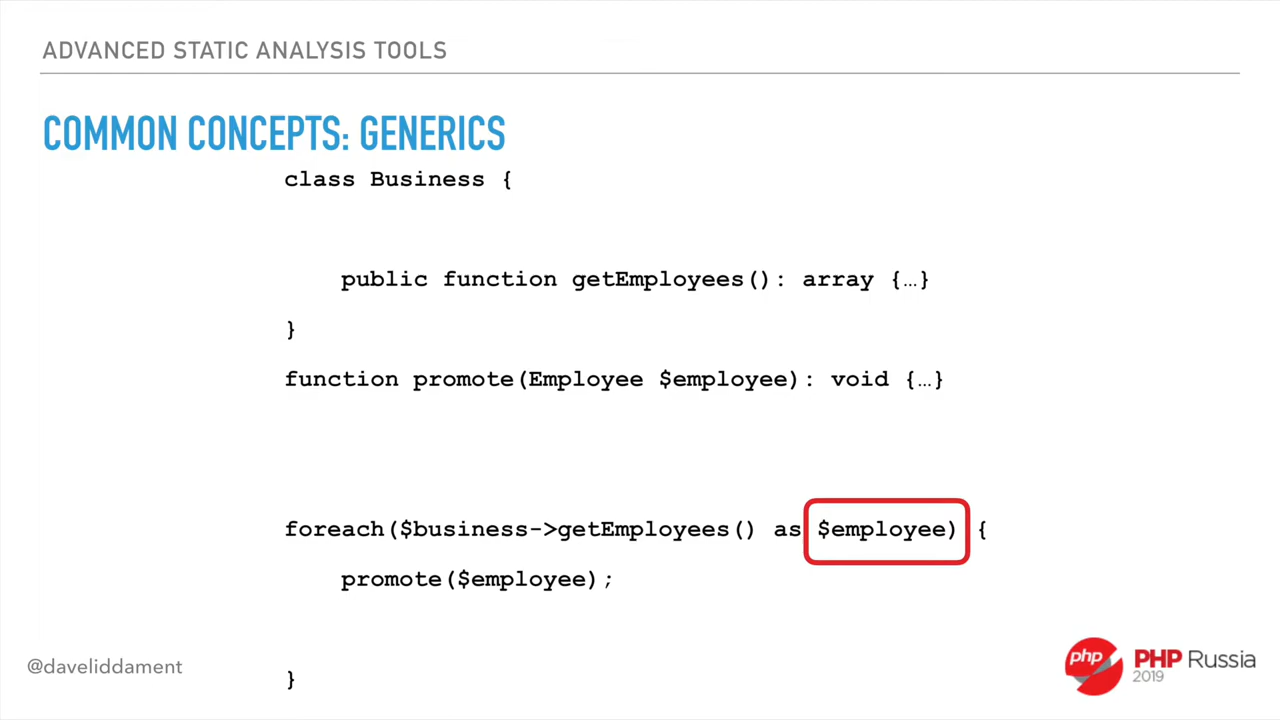 ADVANCED STATIC ANALYSIS TOOLS
COMMON CONCEPTS: GENERICS
class Business {
public function getEmployees(): array {…}
}
function promote(Employee $employee): void {…}
foreach($business->getEmployees() as $employee) {
promote($employee);
}
@daveliddament
php PHP Russia
2019